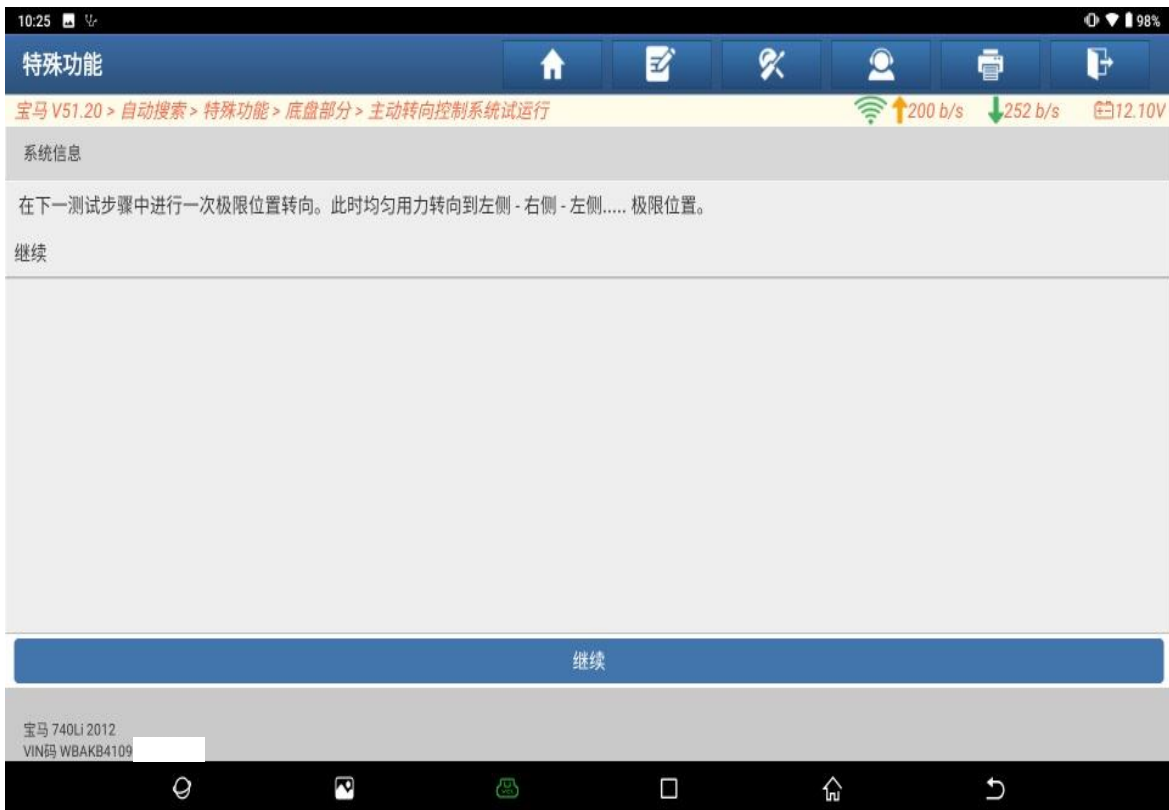 10:25 98%
特殊功能
宝马 V51.20 > 自动搜索 > 特殊功能 > 底盘部分 > 主动转向控制系统试运行 200 b/s 252 b/s 12.10V
系统信息
在下一测试步骤中进行一次极限位置转向。此时均匀用力转向到左侧 - 右侧 - 左侧..... 极限位置。
继续
继续
宝马 740Li 2012
VIN码 WBAKB4109